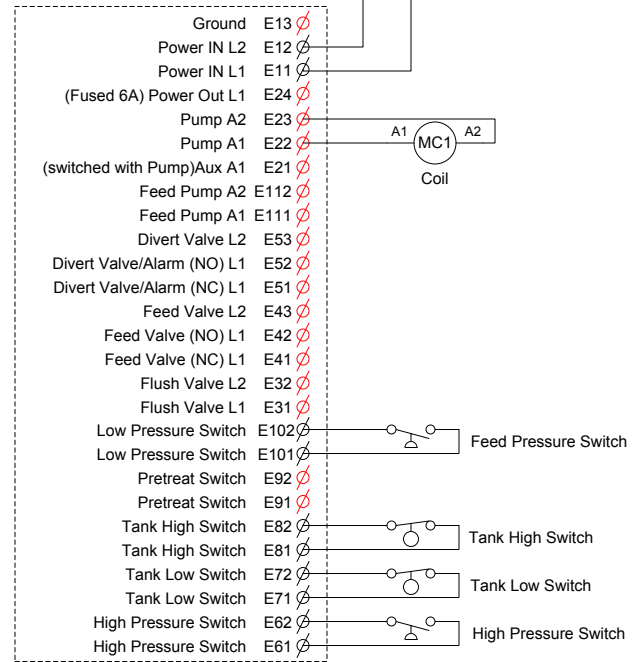 Ground E13
Power IN L2 E12
Power IN L1 E11
(Fused 6A) Power Out L1 E24
Pump A2 E23
Pump A1 E22
(switched with Pump)Aux A1 E21
Feed Pump A2 E112
Feed Pump A1 E111
Divert Valve L2 E53
Divert Valve/Alarm (NO) L1 E52
Divert Valve/Alarm (NC) L1 E51
Feed Valve L2 E43
Feed Valve (NO) L1 E42
Feed Valve (NC) L1 E41
Flush Valve L2 E32
Flush Valve L1 E31
Low Pressure Switch E102
Low Pressure Switch E101
Pretreat Switch E92
Pretreat Switch E91
Tank High Switch E82
Tank High Switch E81
Tank Low Switch E72
Tank Low Switch E71
High Pressure Switch E62
High Pressure Switch E61
A1 MC1 A2
Coil
Feed Pressure Switch
Tank High Switch
Tank Low Switch
High Pressure Switch